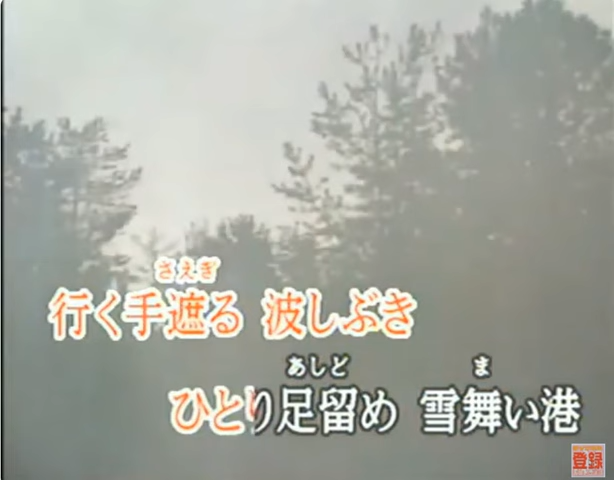 さえぎ
行く手遮る 波しぶき
あしど ま
ひとり足留め 雪舞い港
登録